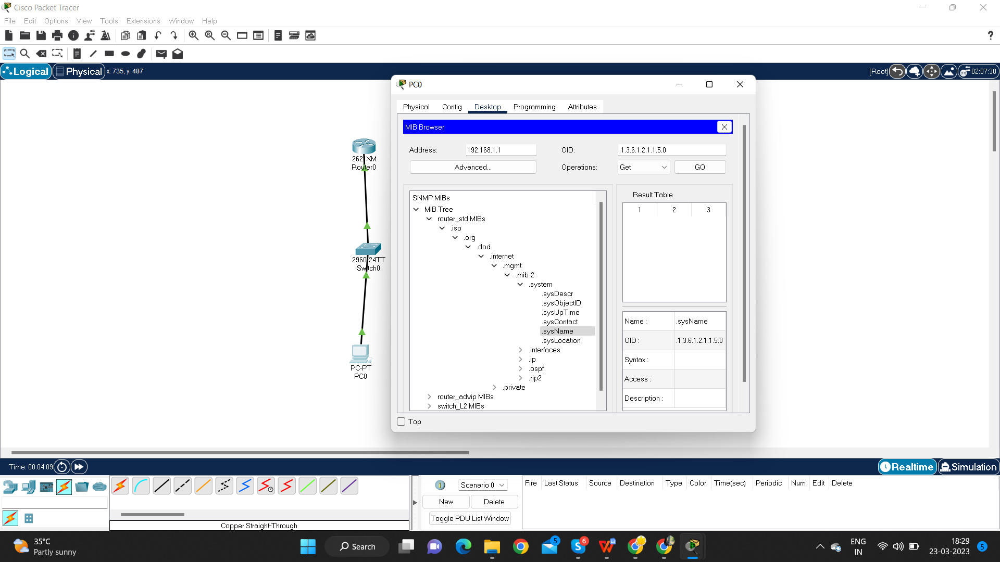 Cisco Packet Tracer
File Edit Options View Tools Extensions Window Help
Logical Physical x: 735, y: 487 [Root] 02:07:30
PC0
Physical Config Desktop Programming Attributes
MIB Browser X
Address: 192.168.1.1 OID: .1.3.6.1.2.1.1.5.0
Advanced... Operations: Get GO
SNMP MIBs
MIB Tree
router_std MIBs
.iso
.org
.dod
.internet
.mgmt
.mib-2
.system
.sysDescr
.sysObjectID
.sysUpTime
.sysContact
.sysName
.sysLocation
.interfaces
.ip
.ospf
.rip2
.private
router_advip MIBs
switch_L2 MIBs
Result Table
1 2 3
Name : .sysName
OID : .1.3.6.1.2.1.1.5.0
Syntax :
Access :
Description :
Top
Router0
2960-24TT
Switch0
PC-PT
PC0
Time: 00:04:09 Realtime Simulation
1 Scenario 0
New Delete
Toggle PDU List Window
Fire Last Status Source Destination Type Color Time(sec) Periodic Num Edit Delete
Copper Straight-Through
35°C
Partly sunny
Search
5
6
ENG
IN
18:29
23-03-2023
5